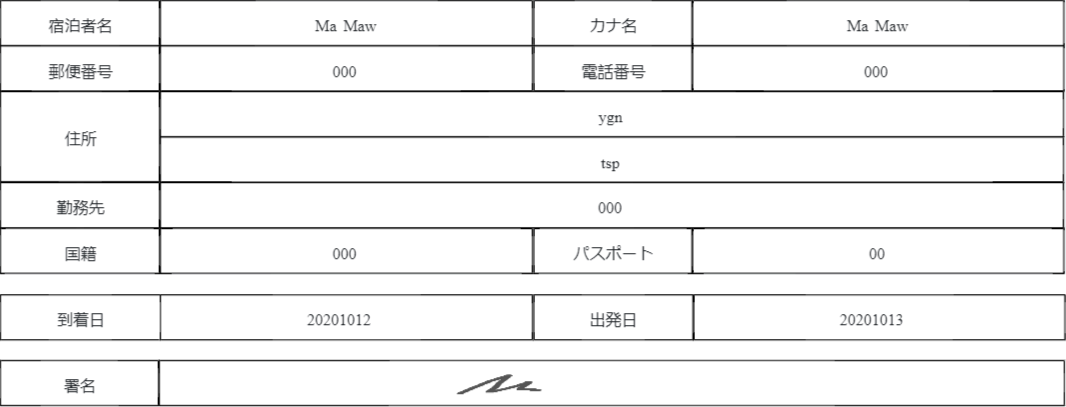 宿泊者名 Ma Maw カナ名 Ma Maw
郵便番号 000 電話番号 000
住所 ygn
tsp
勤務先 000
国籍 000 パスポート 00
到着日 20201012 出発日 20201013
署名